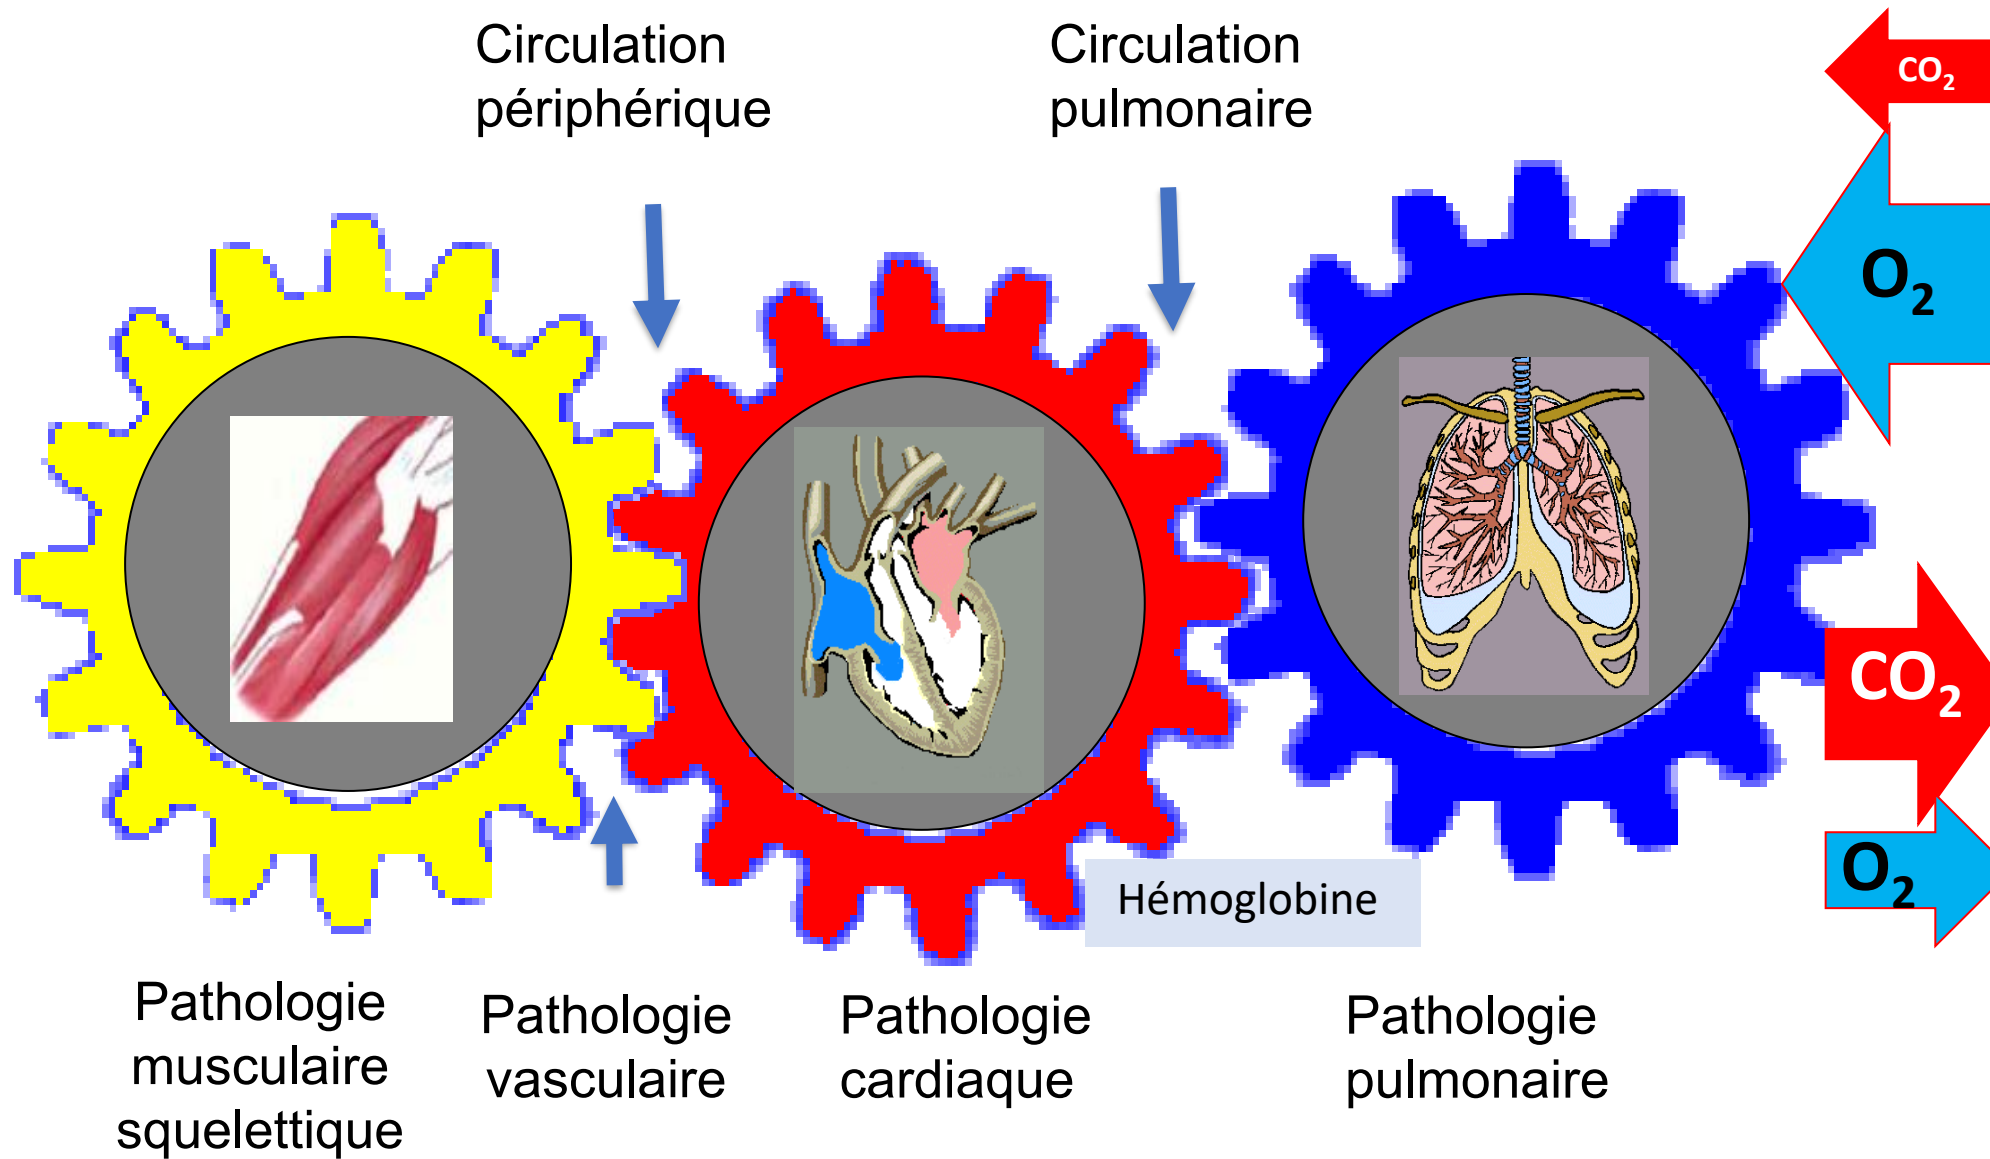 Circulation
périphérique
Circulation
pulmonaire
CO₂
O₂
CO₂
O₂
Hémoglobine
Pathologie
musculaire
squelettique
Pathologie
vasculaire
Pathologie
cardiaque
Pathologie
pulmonaire